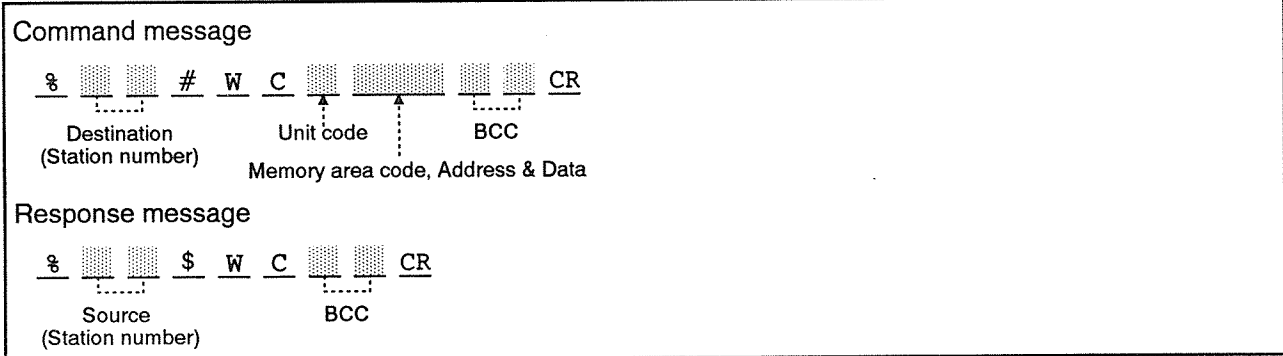 Command message
% # W C CR
Destination Unit code BCC
(Station number)
Memory area code, Address & Data
Response message
% $ W C CR
Source BCC
(Station number)